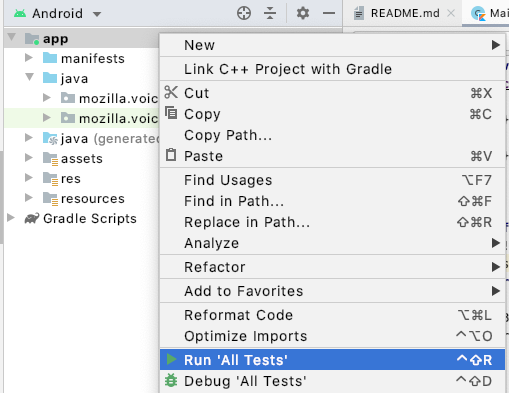 Android
README.md
Mai
app
manifests
java
mozilla.voic
mozilla.voic
java (generated
assets
res
resources
Gradle Scripts
New
Link C++ Project with Gradle
Cut ⌘X
Copy ⌘C
Copy Path...
Paste ⌘V
Find Usages ⌥F7
Find in Path... ⇧⌘F
Replace in Path... ⇧⌘R
Analyze
Refactor
Add to Favorites
Reformat Code ⌥⌘L
Optimize Imports ^⌥O
Run 'All Tests' ^⇧R
Debug 'All Tests' ^⇧D